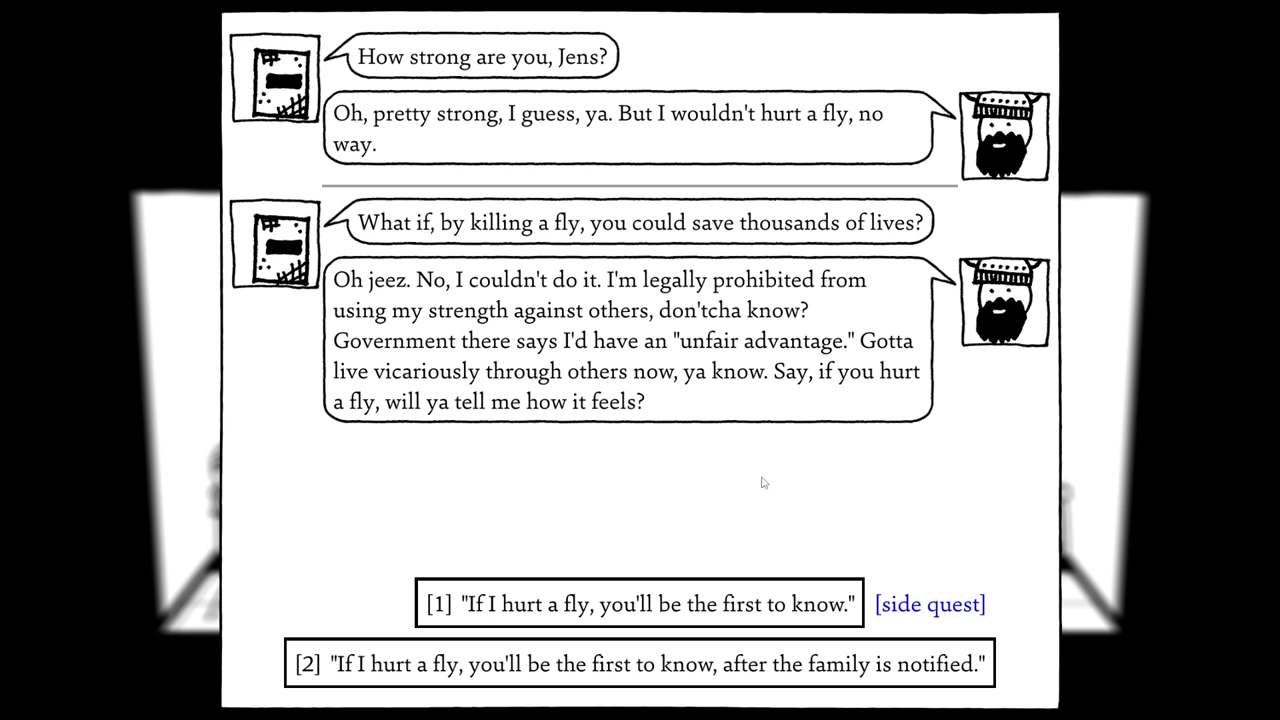 How strong are you, Jens?
Oh, pretty strong, I guess, ya. But I wouldn't hurt a fly, no
way.
What if, by killing a fly, you could save thousands of lives?
Oh jeez. No, I couldn't do it. I'm legally prohibited from
using my strength against others, don'tcha know?
Government there says I'd have an "unfair advantage." Gotta
live vicariously through others now, ya know. Say, if you hurt
a fly, will ya tell me how it feels?
[1] "If I hurt a fly, you'll be the first to know." [side quest]
[2] "If I hurt a fly, you'll be the first to know, after the family is notified."